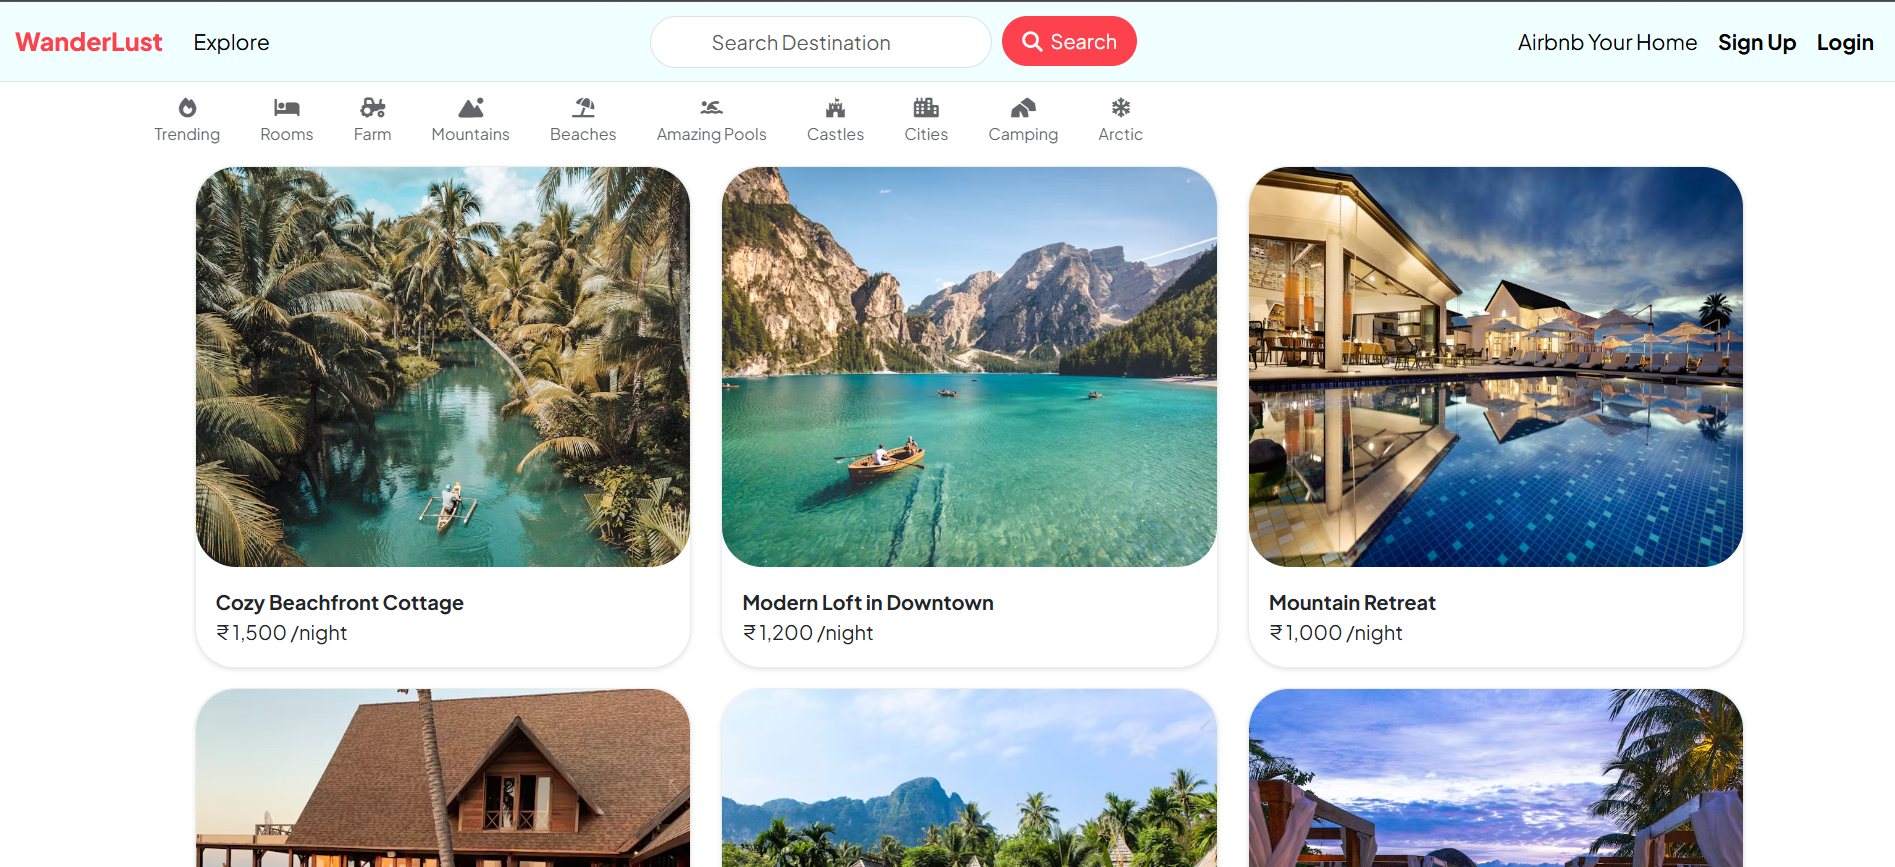 WanderLust Explore Search Destination Search Airbnb Your Home Sign Up Login
Trending Rooms Farm Mountains Beaches Amazing Pools Castles Cities Camping Arctic
Cozy Beachfront Cottage
₹ 1,500 /night
Modern Loft in Downtown
₹ 1,200 /night
Mountain Retreat
₹ 1,000 /night